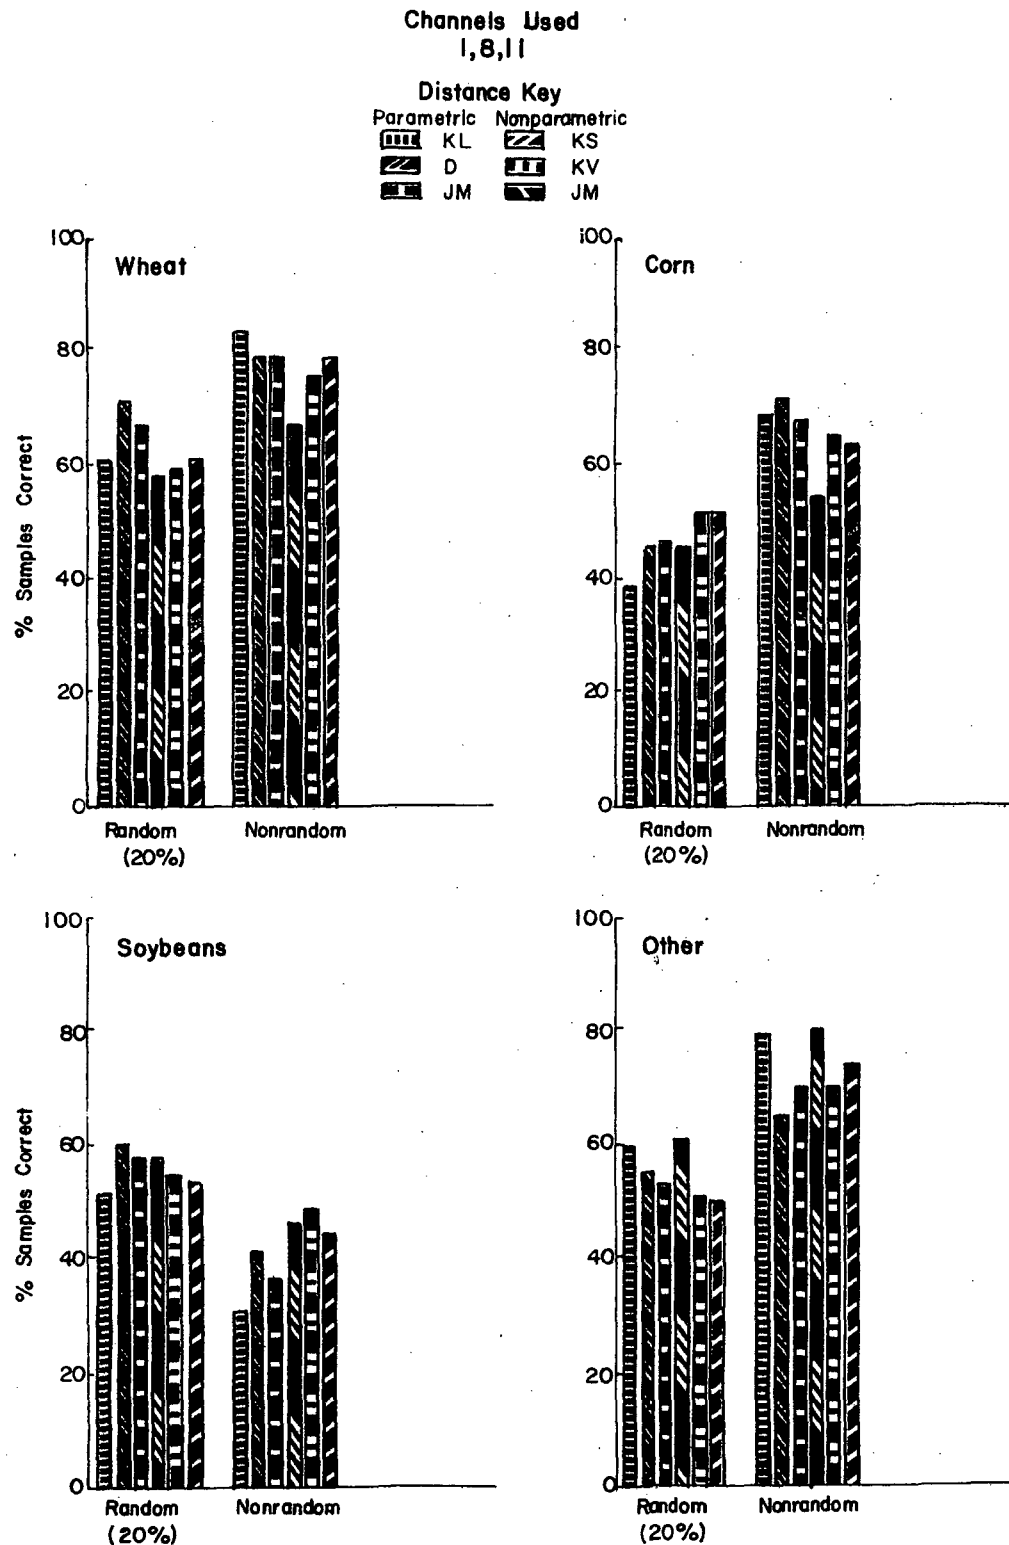 Channels Used
1,8,11
Distance Key
Parametric Nonparametric
KL KS
D KV
JM JM
Wheat
100
80
60
40
20
0
% Samples Correct
Random
(20%)
Nonrandom
Corn
100
80
60
40
20
0
Random
(20%)
Nonrandom
Soybeans
100
80
60
40
20
0
% Samples Correct
Random
(20%)
Nonrandom
Other
100
80
60
40
20
0
Random
(20%)
Nonrandom